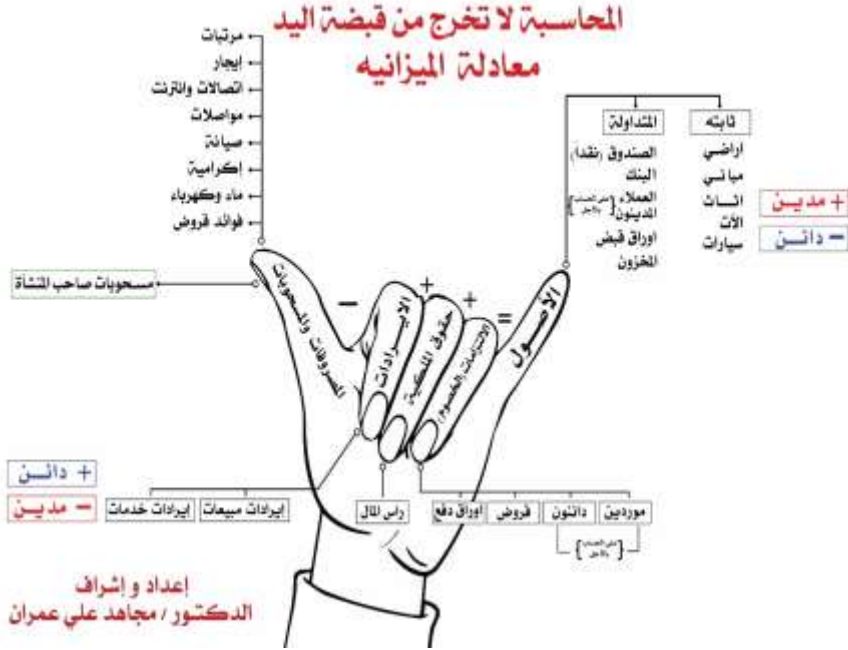 المحاسبة لا تخرج من قبضة اليد
معادلة الميزانيه
مرتبات
إيجار
اتصالات وانترنت
مواصلات
صيانة
إكرامية
ماء وكهرباء
فوائد قروض
مسحوبات صاحب المنشأة
ثابته
اراضي
مباني
اثاث
الآت
سيارات
المتداولة
الصندوق (نقداً)
البنك
العملاء
المدينون
اوراق قبض
المخزون
+ مدين
- دائن
المصروفات والمسحوبات
-
الايرادات
+
حقوق الملكية
+
الالتزامات (الخصوم)
=
الأصول
+ دائن
- مدين
إيرادات خدمات
إيرادات مبيعات
راس المال
اوراق دفع
قروض
دائنون
موردين
إعداد و إشراف
الدكتور / مجاهد علي عمران